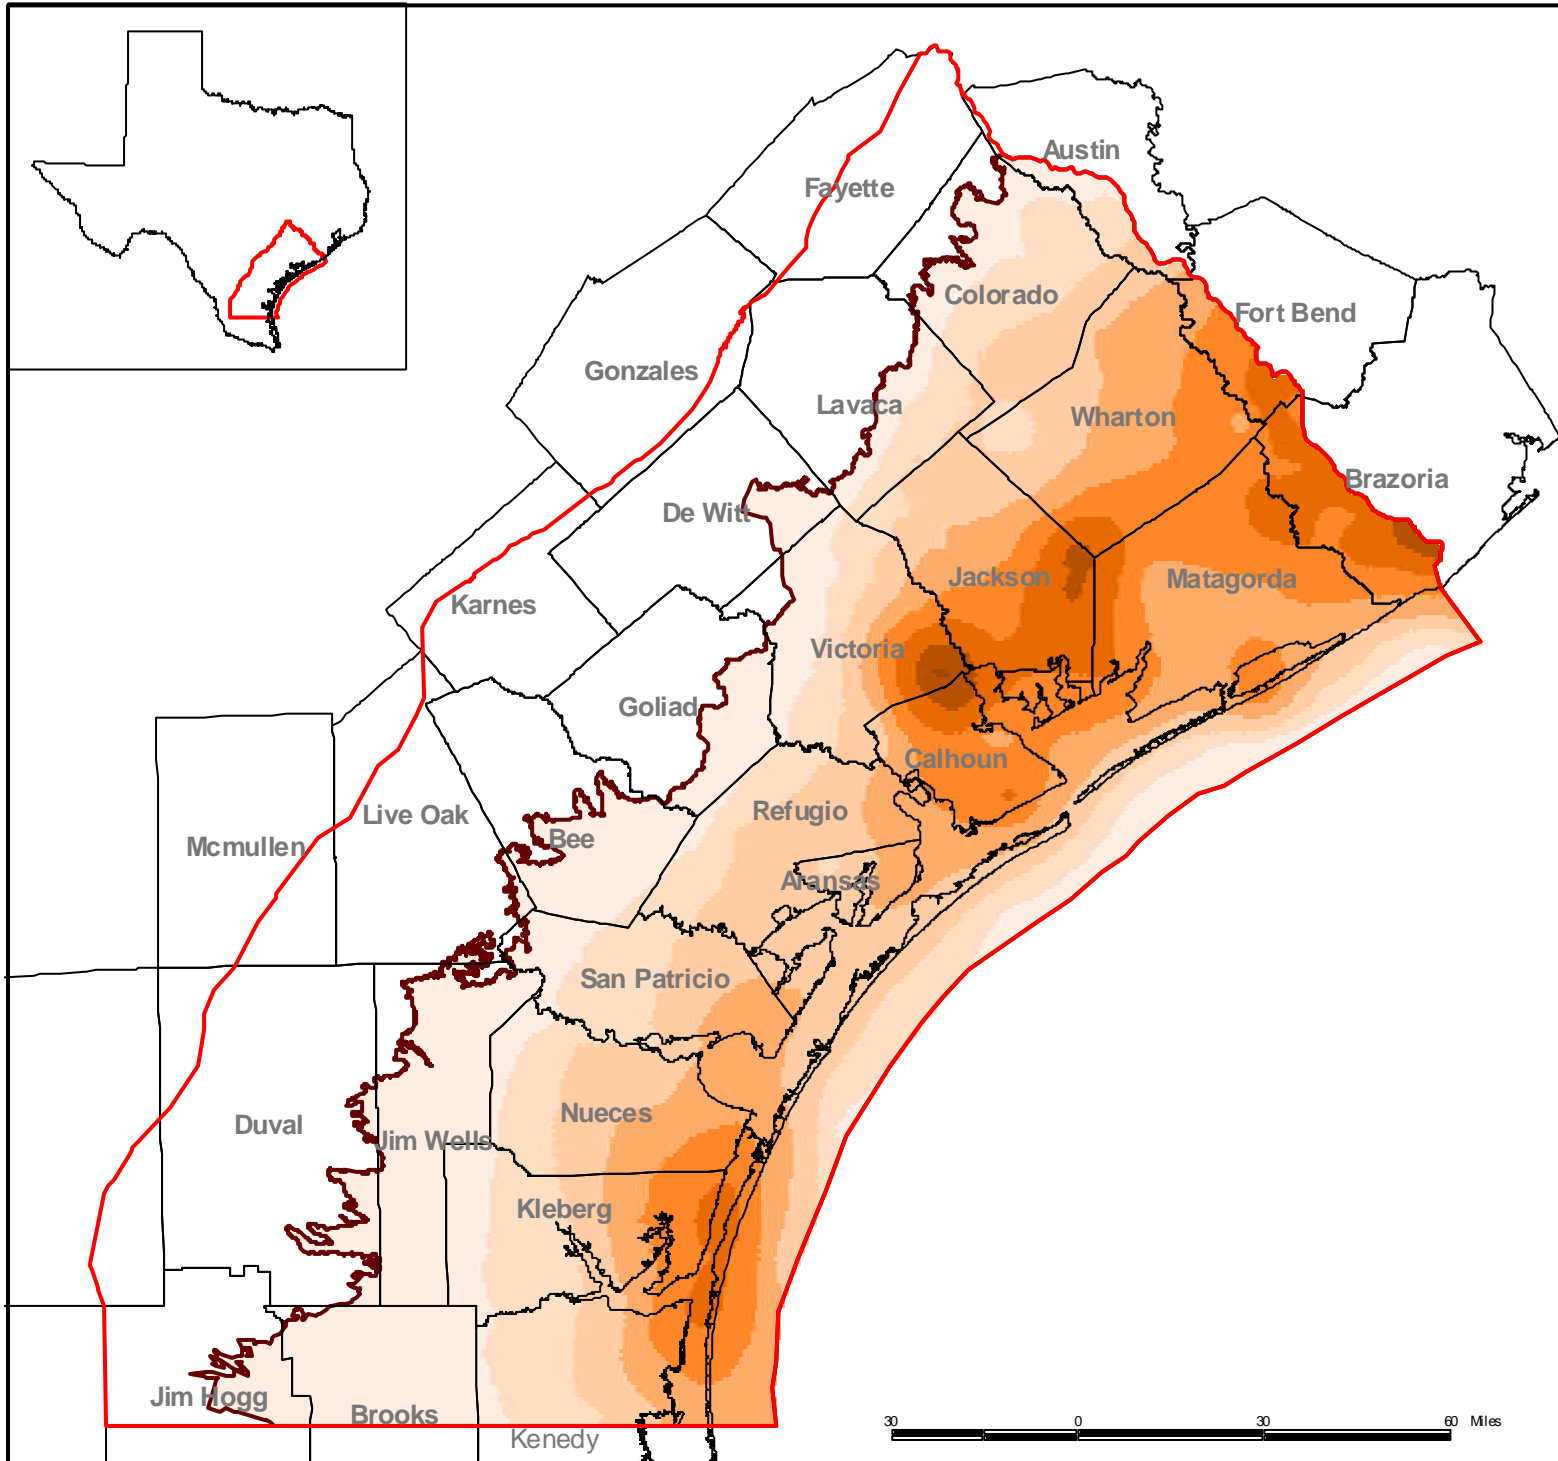 Austin
Fayette
Colorado
Fort Bend
Gonzales
Lavaca
Wharton
Brazoria
De Witt
Jackson
Matagorda
Karnes
Victoria
Goliad
Calhoun
Refugio
Live Oak
Bee
Mcmullen
Aransas
San Patricio
Nueces
Duval
Jim Wells
Kleberg
Jim Hogg
Brooks
Kenedy
30 0 30 60 Miles